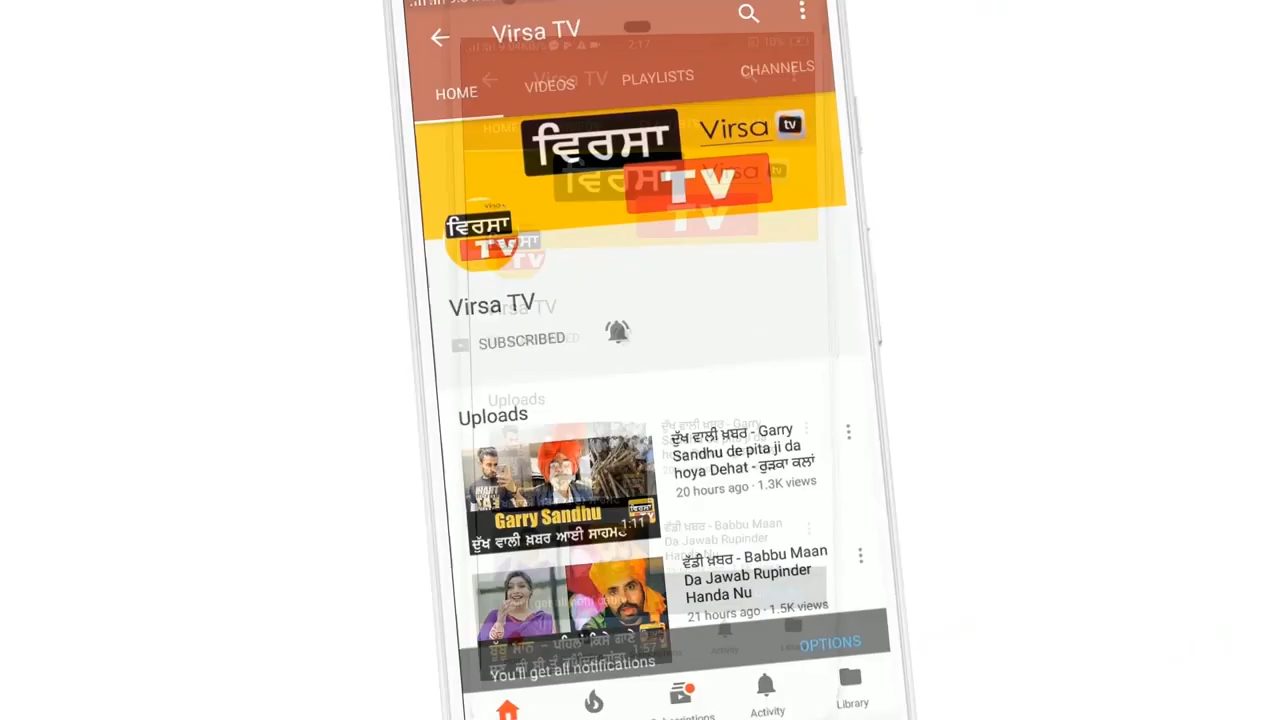 Virsa TV
HOME
VIDEOS
PLAYLISTS
CHANNELS
ਵਿਰਸਾ
TV
Virsa tv
ਵਿਰਸਾ
TV
Virsa TV
SUBSCRIBED
Uploads
Garry Sandhu
ਦੁੱਖ ਵਾਲੀ ਖ਼ਬਰ ਆਈ ਸਾਹਮਣੇ
1:11
ਦੁੱਖ ਵਾਲੀ ਖ਼ਬਰ - Garry
Sandhu de pita ji da
hoya Dehat - ਰੁੜਕਾ ਕਲਾਂ
20 hours ago · 1.3K views
1:57
ਵੱਡੀ ਖ਼ਬਰ - Babbu Maan
Da Jawab Rupinder
Handa Nu
21 hours ago · 1.5K views
You'll get all notifications
OPTIONS
Activity
Library